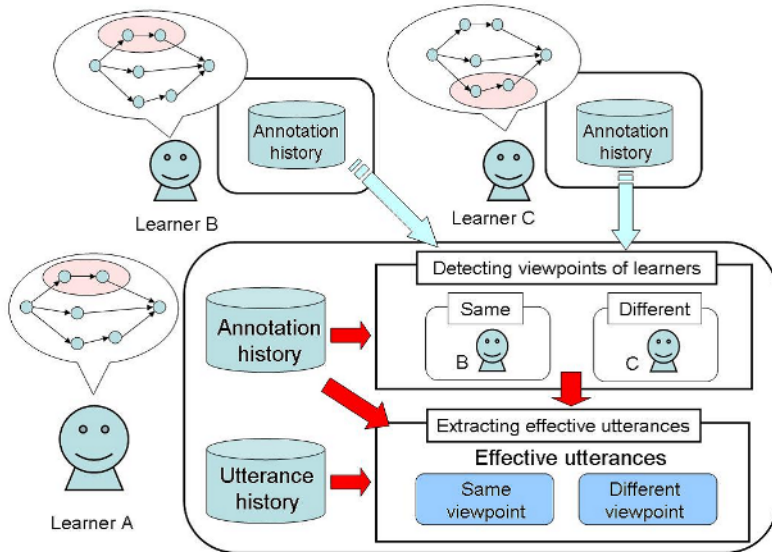 Annotation
history
Annotation
history
Learner B
Learner C
Detecting viewpoints of learners
Same
Different
B
C
Annotation
history
Extracting effective utterances
Effective utterances
Utterance
history
Same
viewpoint
Different
viewpoint
Learner A